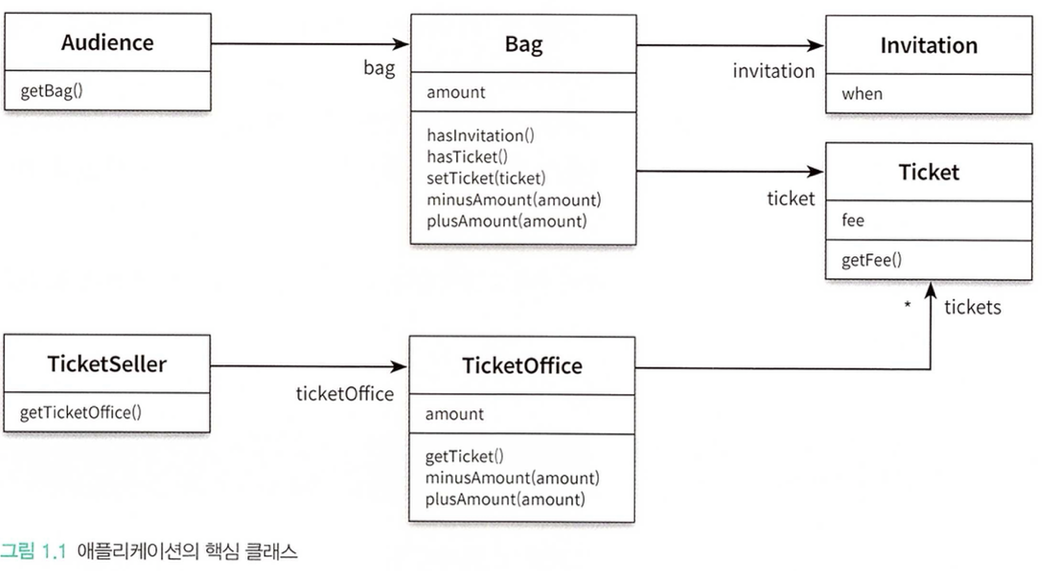 Audience
getBag()
bag
Bag
amount
hasInvitation()
hasTicket()
setTicket(ticket)
minusAmount(amount)
plusAmount(amount)
invitation
Invitation
when
ticket
Ticket
fee
getFee()
* tickets
TicketSeller
getTicketOffice()
ticketOffice
TicketOffice
amount
getTicket()
minusAmount(amount)
plusAmount(amount)
그림 1.1 애플리케이션의 핵심 클래스